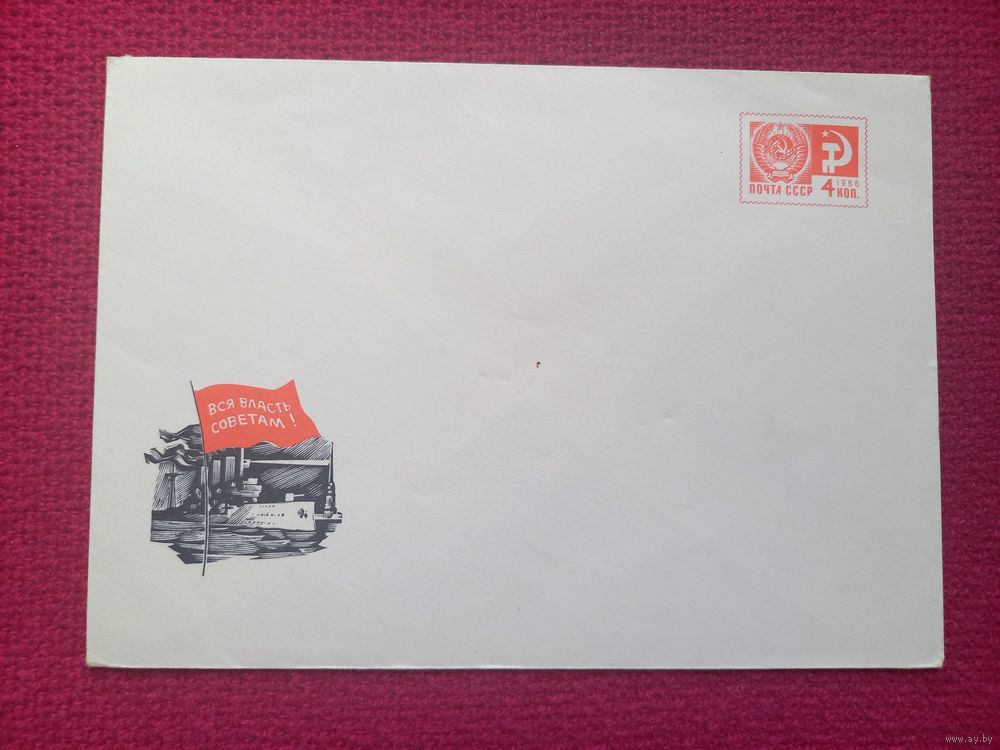 1966
ПОЧТА СССР 4 КОП.
ВСЯ ВЛАСТЬ
СОВЕТАМ!
www.ay.by